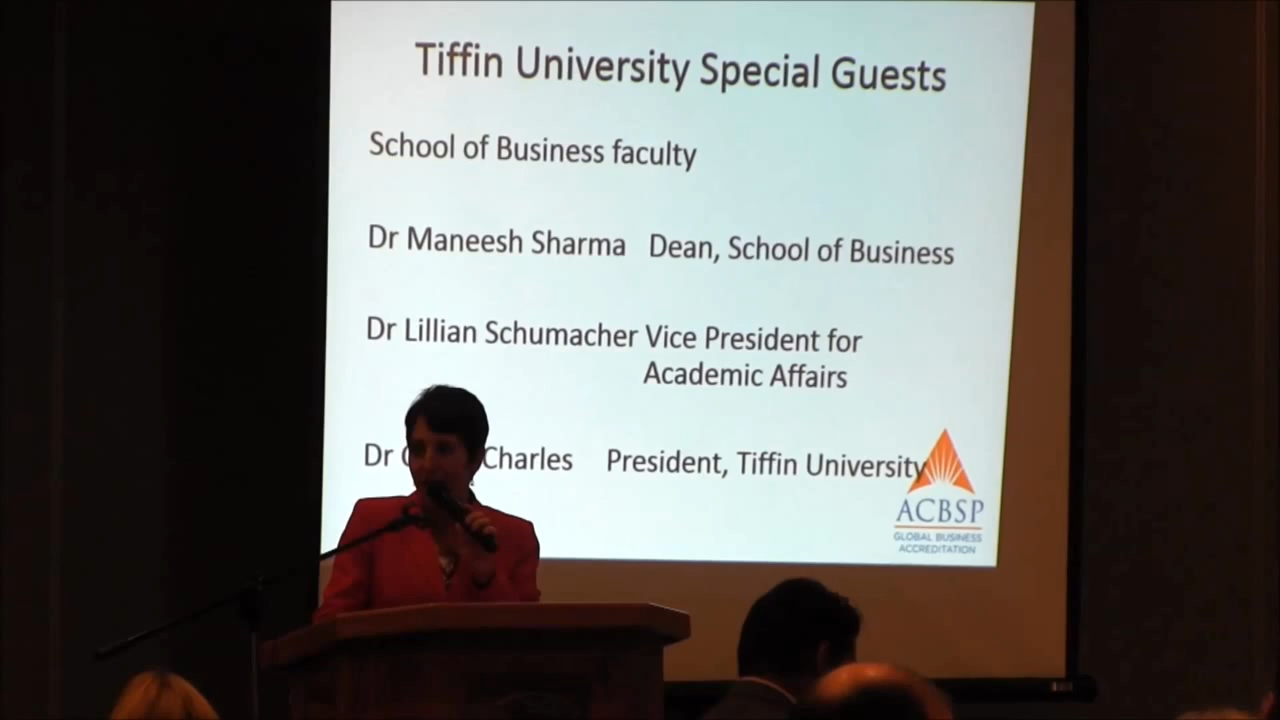 Tiffin University Special Guests
School of Business faculty
Dr Maneesh Sharma Dean, School of Business
Dr Lillian Schumacher Vice President for
Academic Affairs
Dr Charles President, Tiffin University
ACBSP
GLOBAL BUSINESS
ACCREDITATION